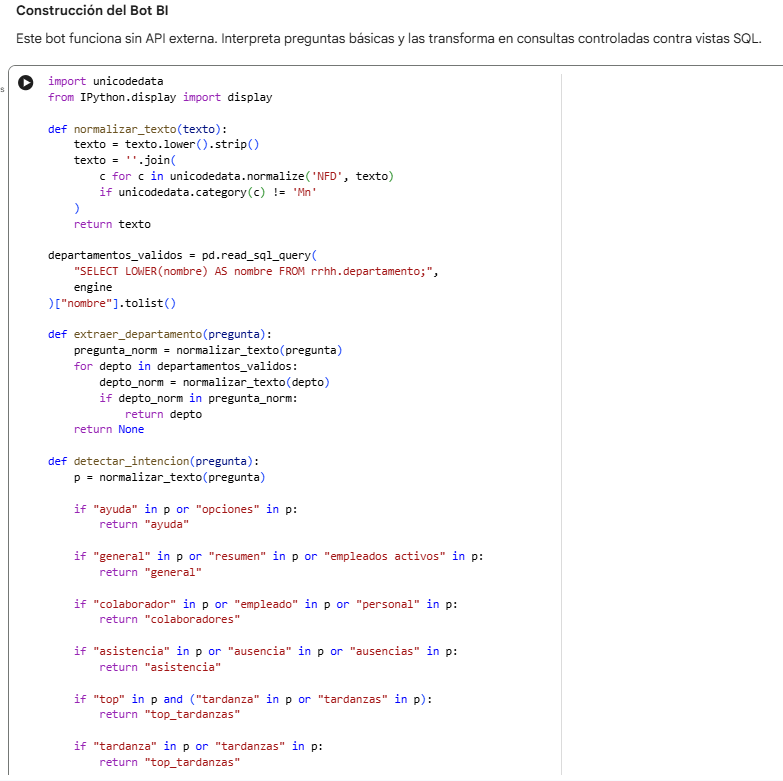 Construcción del Bot BI
Este bot funciona sin API externa. Interpreta preguntas básicas y las transforma en consultas controladas contra vistas SQL.
s
import unicodedata
from IPython.display import display

def normalizar_texto(texto):
    texto = texto.lower().strip()
    texto = ''.join(
        c for c in unicodedata.normalize('NFD', texto)
        if unicodedata.category(c) != 'Mn'
    )
    return texto

departamentos_validos = pd.read_sql_query(
    "SELECT LOWER(nombre) AS nombre FROM rrhh.departamento;",
    engine
)["nombre"].tolist()

def extraer_departamento(pregunta):
    pregunta_norm = normalizar_texto(pregunta)
    for depto in departamentos_validos:
        depto_norm = normalizar_texto(depto)
        if depto_norm in pregunta_norm:
            return depto
    return None

def detectar_intencion(pregunta):
    p = normalizar_texto(pregunta)

    if "ayuda" in p or "opciones" in p:
        return "ayuda"

    if "general" in p or "resumen" in p or "empleados activos" in p:
        return "general"

    if "colaborador" in p or "empleado" in p or "personal" in p:
        return "colaboradores"

    if "asistencia" in p or "ausencia" in p or "ausencias" in p:
        return "asistencia"

    if "top" in p and ("tardanza" in p or "tardanzas" in p):
        return "top_tardanzas"

    if "tardanza" in p or "tardanzas" in p:
        return "top_tardanzas"